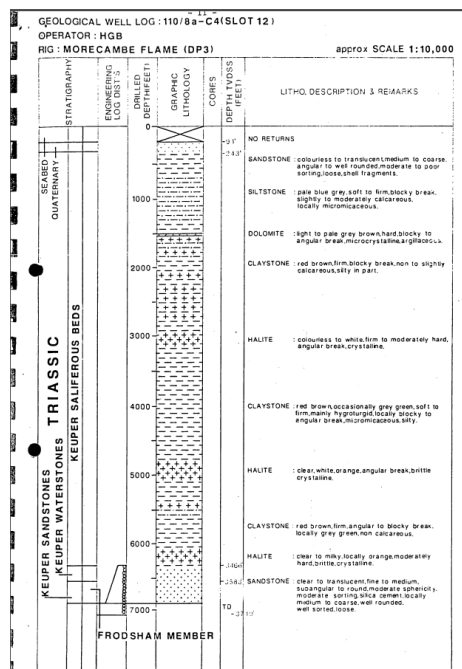 - 11 -
GEOLOGICAL WELL LOG : 110/8a-C4(SLOT 12)
OPERATOR : HGB
RIG : MORECAMBE FLAME (DP3)
approx SCALE 1:10,000
STRATIGRAPHY
ENGINEERING
LOG DIST'S
DRILLED
DEPTH(FEET)
GRAPHIC
LITHOLOGY
CORES
DEPTH TVDSS
(FEET)
LITHO. DESCRIPTION & REMARKS
0
1000
2000
3000
4000
5000
6000
7000
SEABED
QUATERNARY
TRIASSIC
KEUPER SALIFEROUS BEDS
KEUPER WATERSTONES
KEUPER SANDSTONES
FRODSHAM MEMBER
TD
NO RETURNS
SANDSTONE : colourless to translucent,medium to coarse,
angular to well rounded,moderate to poor
sorting,loose,shell fragments.
SILTSTONE : pale blue grey,soft to firm,blocky break,
slightly to moderately calcareous,
locally micromicaceous.
DOLOMITE : light to pale grey brown,hard,blocky to
angular break,microcrystalline,argillaceous.
CLAYSTONE : red brown,firm,blocky break,non to slightly
calcareous,silty in part.
HALITE : colourless to white,firm to moderately hard,
angular break,crystalline.
CLAYSTONE : red brown,occasionally grey green,soft to
firm,mainly hygroturgid,locally blocky to
angular break,micromicaceous,silty.
HALITE : clear,white,orange,angular break,brittle
crystalline.
CLAYSTONE : red brown,firm,angular to blocky break,
locally grey green,non calcareous.
HALITE : clear to milky,locally orange,moderately
hard,brittle,crystalline.
SANDSTONE : clear to translucent,fine to medium,
subangular to round,moderate sphericity,
moderate sorting,silica cement,locally
medium to coarse,well rounded,
well sorted,loose.